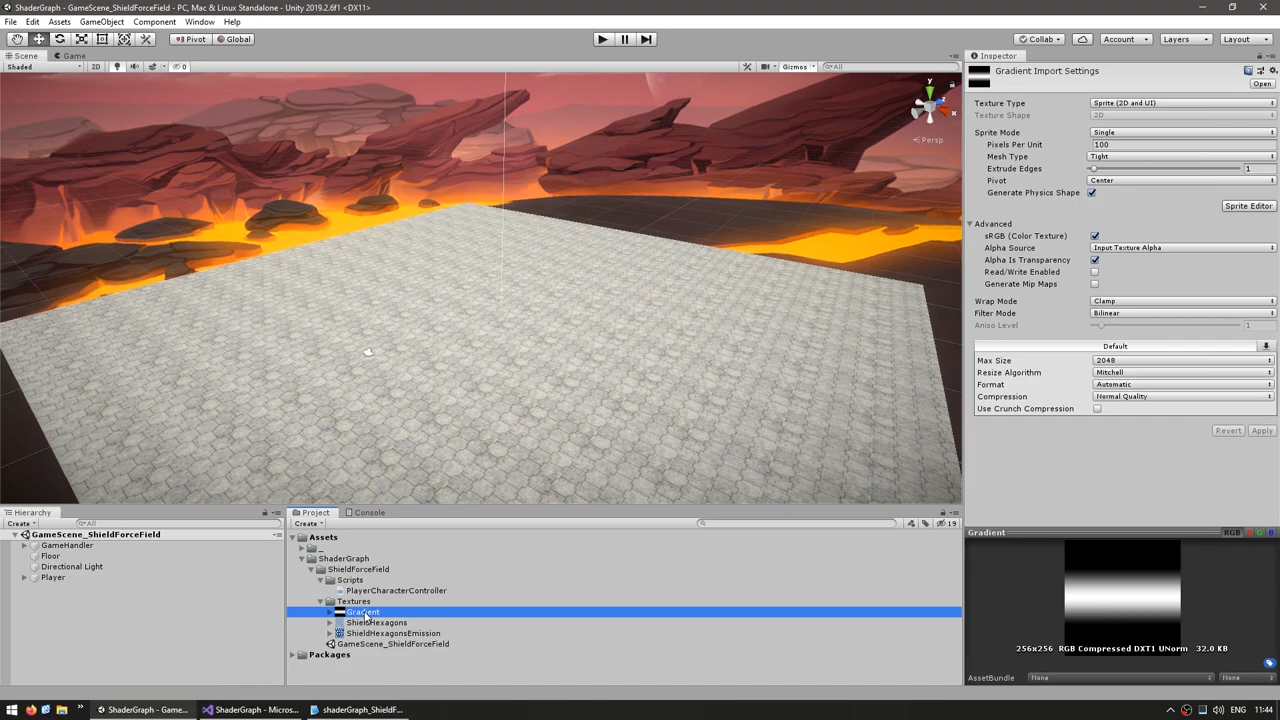 ShaderGraph - GameScene_ShieldForceField - PC, Mac & Linux Standalone - Unity 2019.2.6f1 <DX11>
File Edit Assets GameObject Component Window Help
Pivot Global Collab Account Layers Layout
Scene Game
Shaded 2D 0 Gizmos All
y
x
z
Persp
Inspector
Gradient Import Settings
Open
Texture Type Sprite (2D and UI)
Texture Shape 2D
Sprite Mode Single
Pixels Per Unit 100
Mesh Type Tight
Extrude Edges 1
Pivot Center
Generate Physics Shape
Sprite Editor
Advanced
sRGB (Color Texture)
Alpha Source Input Texture Alpha
Alpha Is Transparency
Read/Write Enabled
Generate Mip Maps
Wrap Mode Clamp
Filter Mode Bilinear
Aniso Level 1
Default
Max Size 2048
Resize Algorithm Mitchell
Format Automatic
Compression Normal Quality
Use Crunch Compression
Revert Apply
Hierarchy
Create All
GameScene_ShieldForceField
GameHandler
Floor
Directional Light
Player
Project Console
Create 19
Assets
_
ShaderGraph
ShieldForceField
Scripts
PlayerCharacterController
Textures
Gradient
ShieldHexagons
ShieldHexagonsEmission
GameScene_ShieldForceField
Packages
Gradient RGB R G B
256x256 RGB Compressed DXT1 UNorm 32.0 KB
AssetBundle None None
ShaderGraph - Game... ShaderGraph - Micros... shaderGraph_ShieldF... ENG 11:44